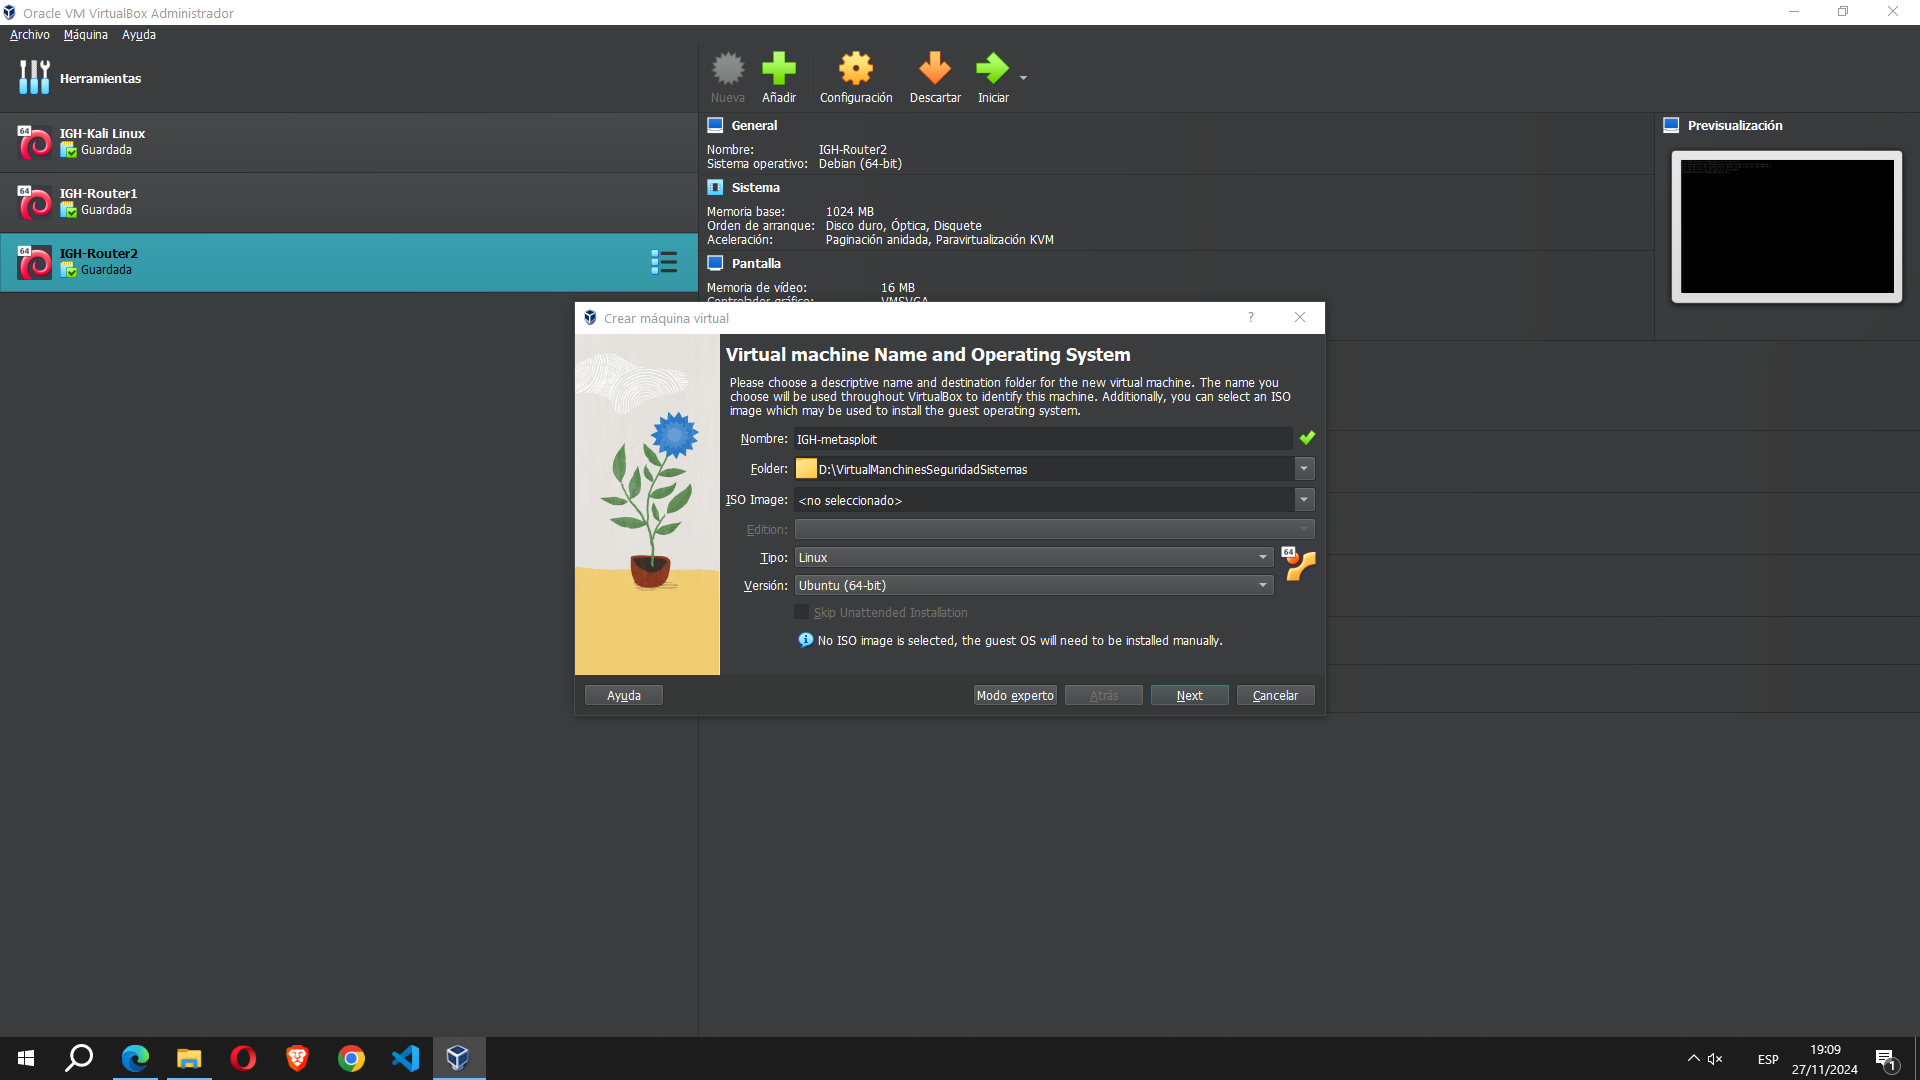 Oracle VM VirtualBox Administrador
Archivo Máquina Ayuda
Herramientas
Nueva Añadir Configuración Descartar Iniciar
64 IGH-Kali Linux
Guardada
64 IGH-Router1
Guardada
64 IGH-Router2
Guardada
General
Nombre: IGH-Router2
Sistema operativo: Debian (64-bit)
Sistema
Memoria base: 1024 MB
Orden de arranque: Disco duro, Óptica, Disquete
Aceleración: Paginación anidada, Paravirtualización KVM
Pantalla
Memoria de vídeo: 16 MB
Controlador gráfico: VMSVGA
Previsualización
Crear máquina virtual ?
Virtual machine Name and Operating System
Please choose a descriptive name and destination folder for the new virtual machine. The name you
choose will be used throughout VirtualBox to identify this machine. Additionally, you can select an ISO
image which may be used to install the guest operating system.
Nombre: IGH-metasploit
Folder: D:\VirtualManchinesSeguridadSistemas
ISO Image: <no seleccionado>
Edition:
Tipo: Linux
64
Versión: Ubuntu (64-bit)
Skip Unattended Installation
No ISO image is selected, the guest OS will need to be installed manually.
Ayuda Modo experto Atrás Next Cancelar
ESP
19:09
27/11/2024
1